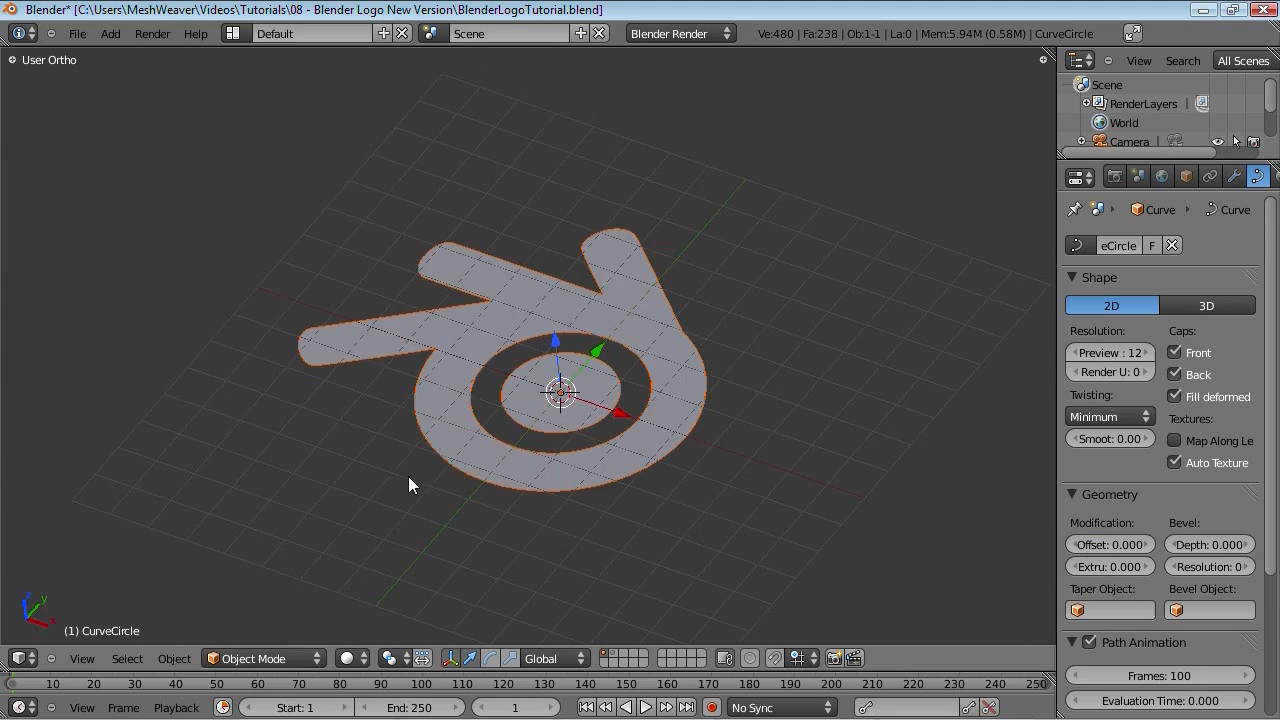 Blender* [C:\Users\MeshWeaver\Videos\Tutorials\08 - Blender Logo New Version\BlenderLogoTutorial.blend]
File Add Render Help Default Scene Blender Render Ve:480 | Fa:238 | Ob:1-1 | La:0 | Mem:5.94M (0.58M) | CurveCircle
User Ortho
View Search All Scenes
Scene
RenderLayers
World
Camera
Curve Curve
eCircle F
Shape
2D 3D
Resolution: Caps:
Preview : 12 Front
Render U: 0 Back
Twisting: Fill deformed
Minimum Textures:
Smoot: 0.00 Map Along Le
Auto Texture
Geometry
Modification: Bevel:
Offset: 0.000 Depth: 0.000
Extru: 0.000 Resolution: 0
Taper Object: Bevel Object:
Path Animation
Frames: 100
Evaluation Time: 0.000
z y x
(1) CurveCircle
View Select Object Object Mode Global
0 10 20 30 40 50 60 70 80 90 100 110 120 130 140 150 160 170 180 190 200 210 220 230 240 250
View Frame Playback Start: 1 End: 250 1 No Sync